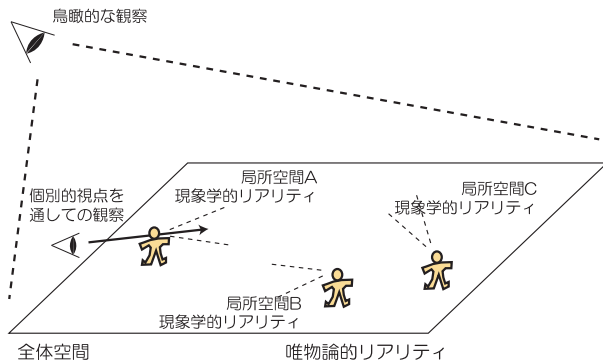 鳥瞰的な観察
局所空間A
現象学的リアリティ
個別的視点を
通しての観察
局所空間C
現象学的リアリティ
局所空間B
現象学的リアリティ
全体空間
唯物論的リアリティ